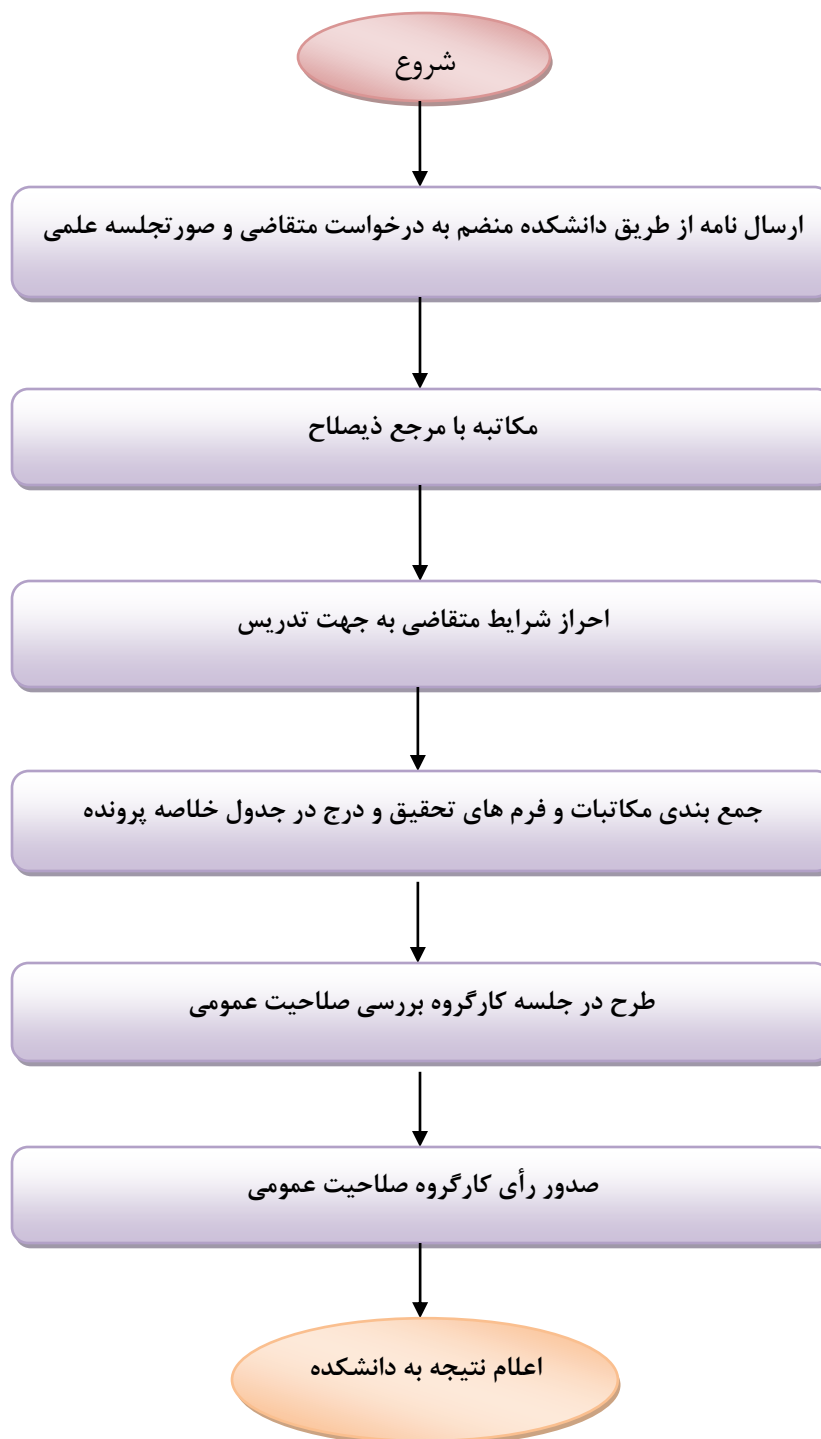 شروع
ارسال نامه از طریق دانشکده منضم به درخواست متقاضی و صورتجلسه علمی
مکاتبه با مرجع ذیصلاح
احراز شرایط متقاضی به جهت تدریس
جمع بندی مکاتبات و فرم های تحقیق و درج در جدول خلاصه پرونده
طرح در جلسه کارگروه بررسی صلاحیت عمومی
صدور رأی کارگروه صلاحیت عمومی
اعلام نتیجه به دانشکده